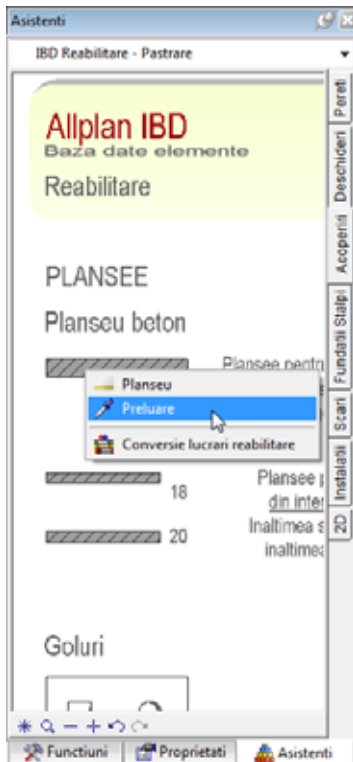 Asistenti
IBD Reabilitare - Pastrare
Allplan IBD
Baza date elemente
Reabilitare
PLANSEE
Planseu beton
Plansee pentru
Planseu
Preluare
Conversie lucrari reabilitare
18
Plansee
din inter
20
Inaltimea s
inaltimea
Goluri
Pereti
Deschideri
Acoperiri
Fundatii Stalpi
Scari
Instalatii
2D
Functiuni
Proprietati
Asistenti